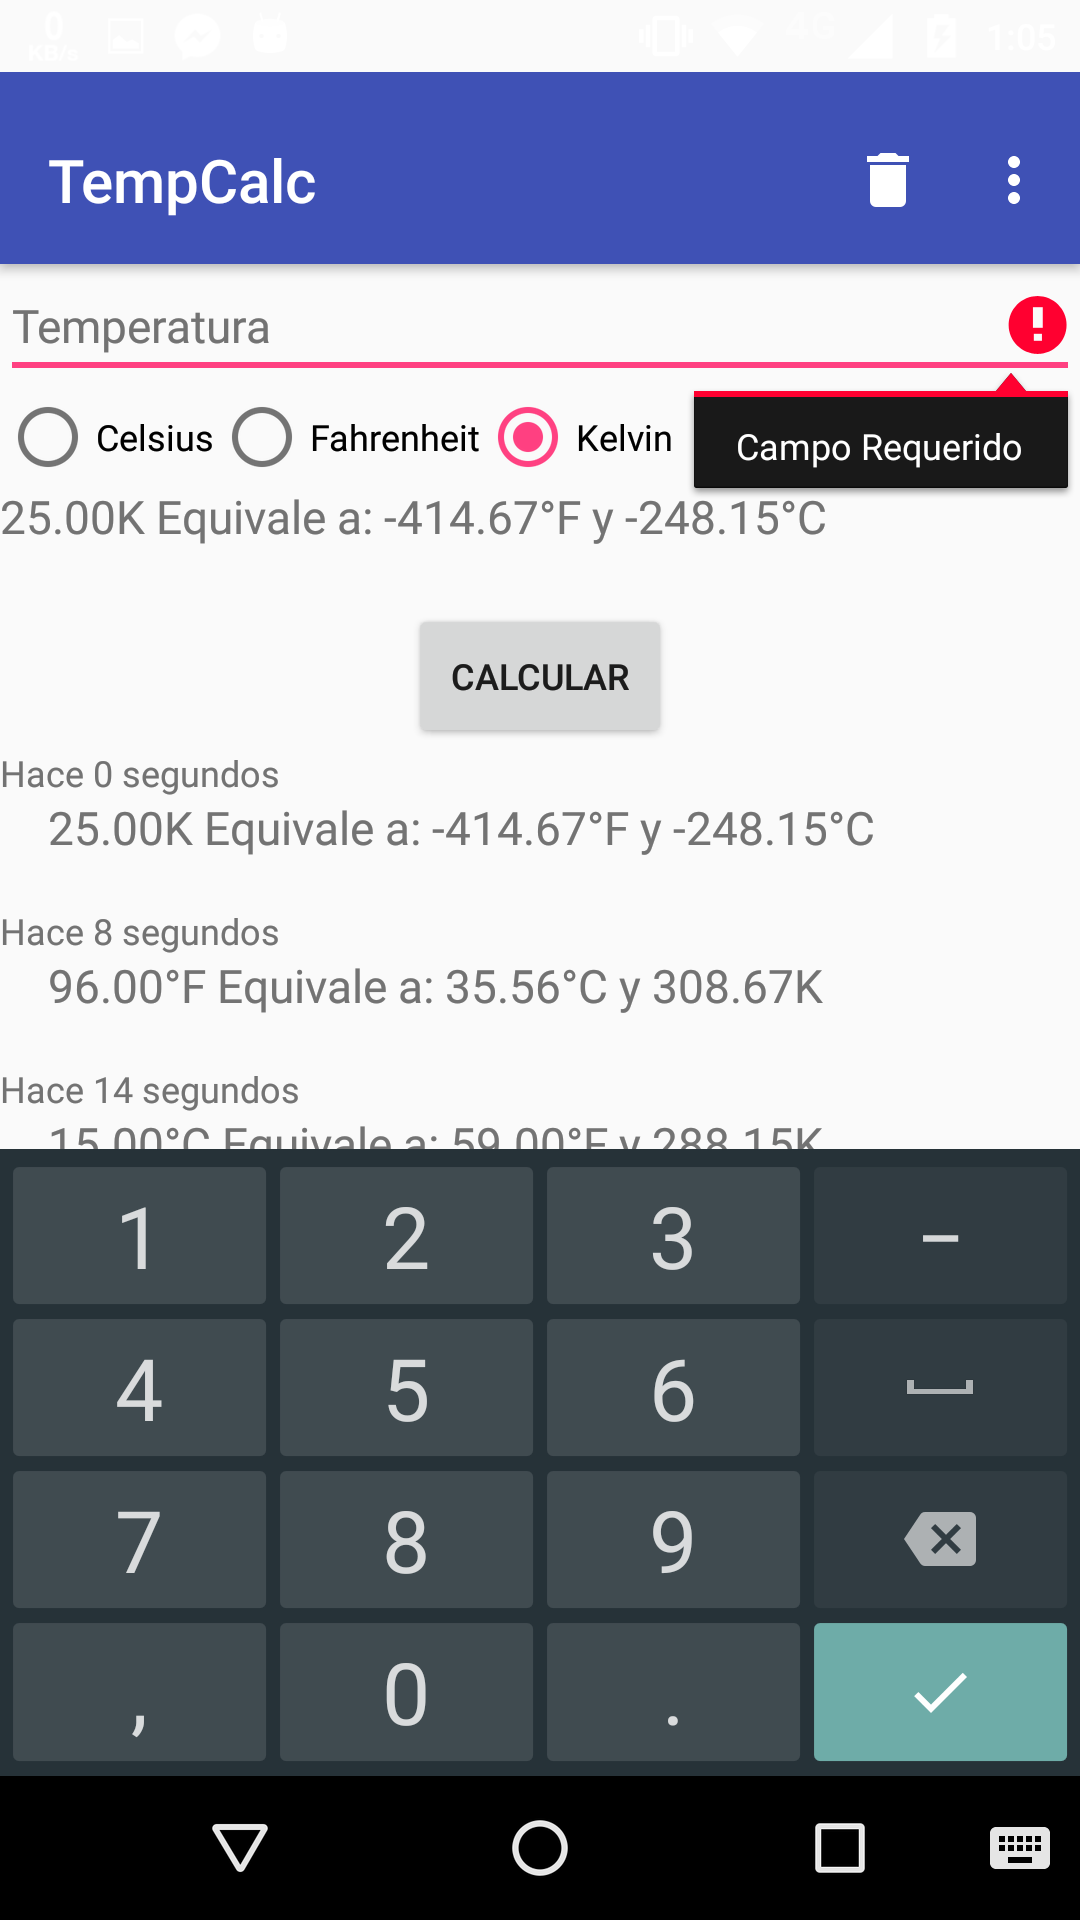 0
KB/s
4G
1:05
TempCalc
Temperatura
Celsius
Fahrenheit
Kelvin
Campo Requerido
25.00K Equivale a: -414.67°F y -248.15°C
CALCULAR
Hace 0 segundos
25.00K Equivale a: -414.67°F y -248.15°C
Hace 8 segundos
96.00°F Equivale a: 35.56°C y 308.67K
Hace 14 segundos
15.00°C Equivale a: 59.00°F y 288.15K
1 2 3 –
4 5 6
7 8 9
, 0 .